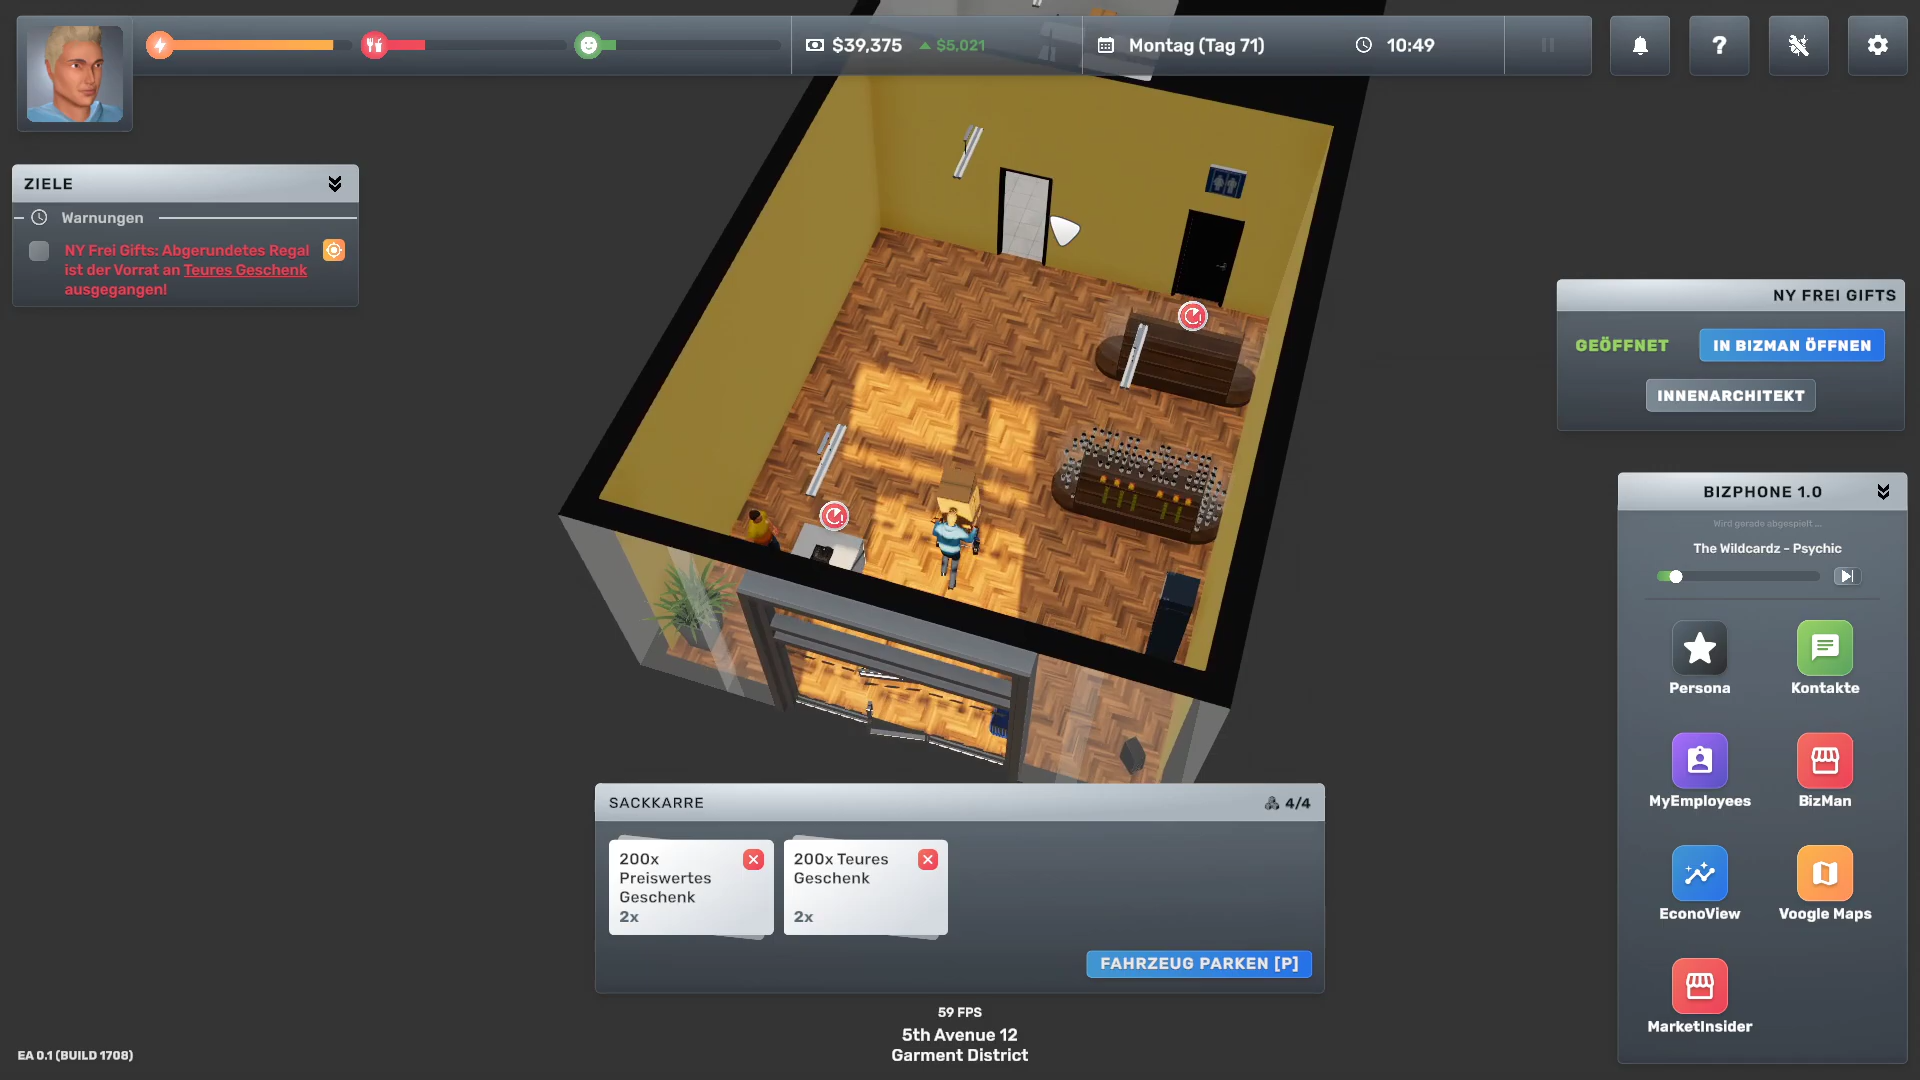 $39,375
$5,021
Montag (Tag 71)
10:49
?
ZIELE
Warnungen
NY Frei Gifts: Abgerundetes Regal
ist der Vorrat an Teures Geschenk
ausgegangen!
NY FREI GIFTS
GEÖFFNET
IN BIZMAN ÖFFNEN
INNENARCHITEKT
BIZPHONE 1.0
Wird gerade abgespielt ...
The Wildcardz - Psychic
Persona
Kontakte
MyEmployees
BizMan
EconoView
Voogle Maps
MarketInsider
SACKKARRE
4/4
200x
Preiswertes
Geschenk
2x
200x Teures
Geschenk
2x
FAHRZEUG PARKEN [P]
59 FPS
5th Avenue 12
Garment District
EA 0.1 (BUILD 1708)